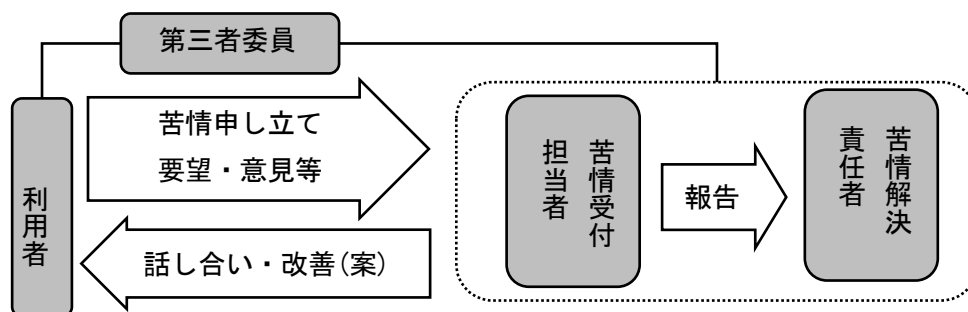 第三者委員
利用者
苦情申し立て
要望・意見等
話し合い・改善(案)
苦情受付
担当者
報告
苦情解決
責任者